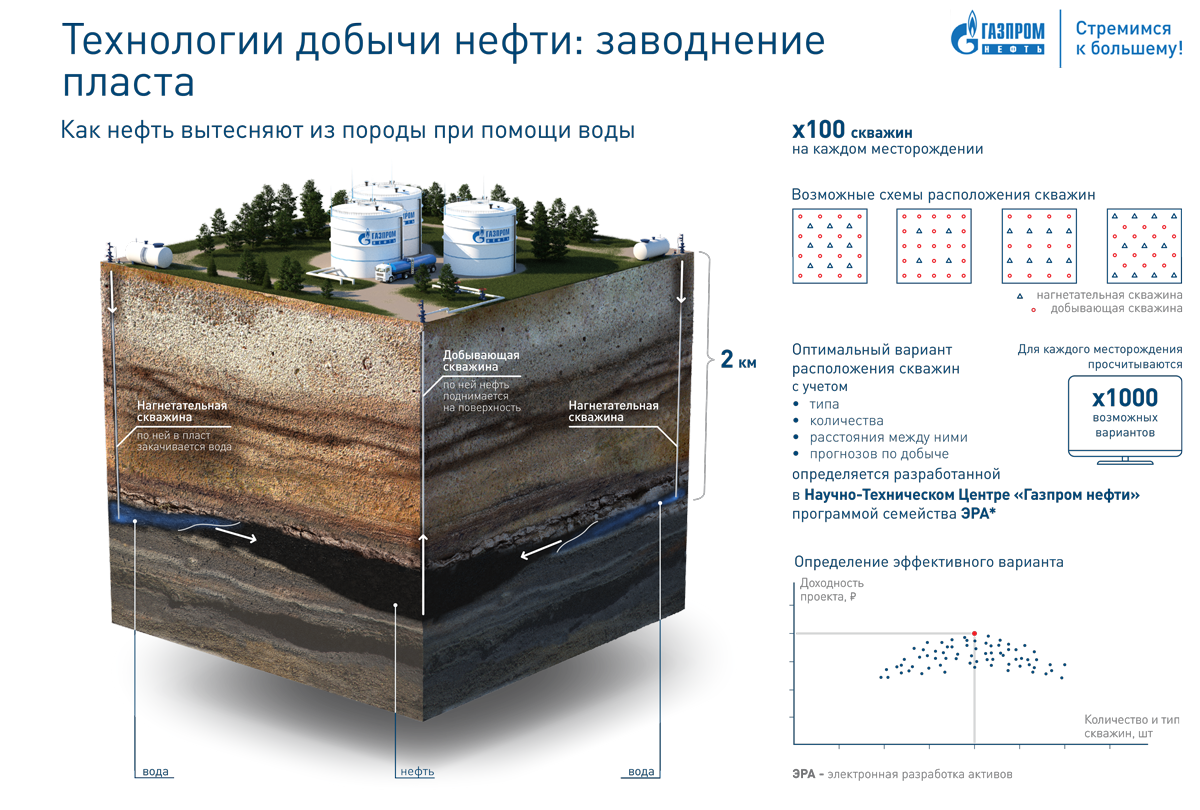 Технологии добычи нефти: заводнение
пласта
Как нефть вытесняют из породы при помощи воды
ГАЗПРОМ
НЕФТЬ
Стремимся
к большему!
ГАЗПРОМ
НЕФТЬ
ГАЗПРОМ
НЕФТЬ
Добывающая
скважина
по ней нефть
поднимается
на поверхность
Нагнетательная
скважина
по ней в пласт
закачивается вода
Нагнетательная
скважина
2 км
вода
нефть
вода
x100 скважин
на каждом месторождении
Возможные схемы расположения скважин
нагнетательная скважина
добывающая скважина
Оптимальный вариант
расположения скважин
с учетом
• типа
• количества
• расстояния между ними
• прогнозов по добыче
определяется разработанной
в Научно-Техническом Центре «Газпром нефти»
программой семейства ЭРА*
Для каждого месторождения
просчитываются
x1000
возможных
вариантов
Определение эффективного варианта
Доходность
проекта, ₽
Количество и тип
скважин, шт
ЭРА - электронная разработка активов